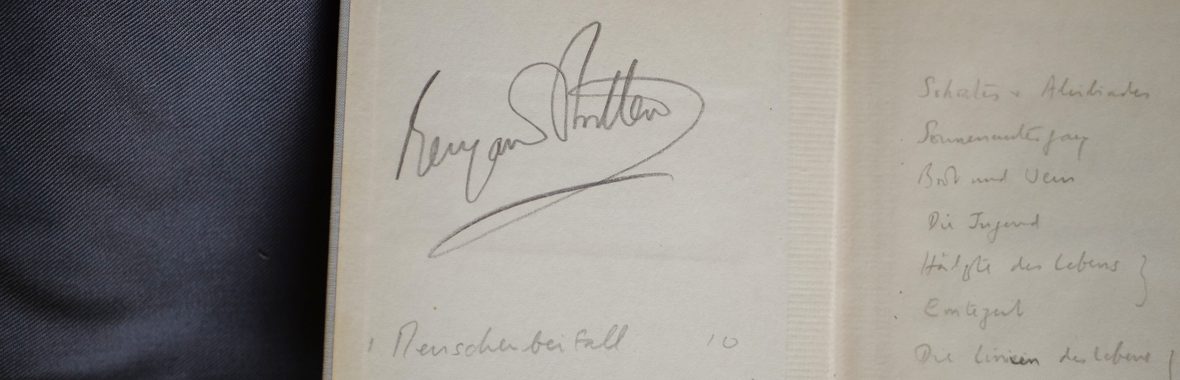 Benjamin Britten
Menschenbeifall 10
Sokrates + Alcibiades
Sonnenuntergang
Brot und Wein
Die Jugend
Hälfte des Lebens
Die Linien des Lebens